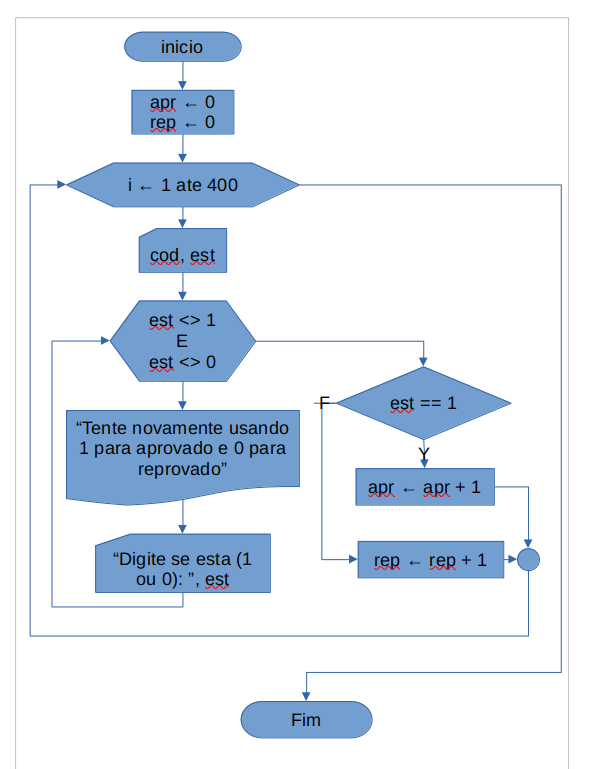 inicio
apr ← 0
rep ← 0
i ← 1 ate 400
cod, est
est <> 1
E
est <> 0
est == 1
F
“Tente novamente usando
1 para aprovado e 0 para
reprovado”
Y
apr ← apr + 1
“Digite se esta (1
ou 0): ”, est
rep ← rep + 1
Fim